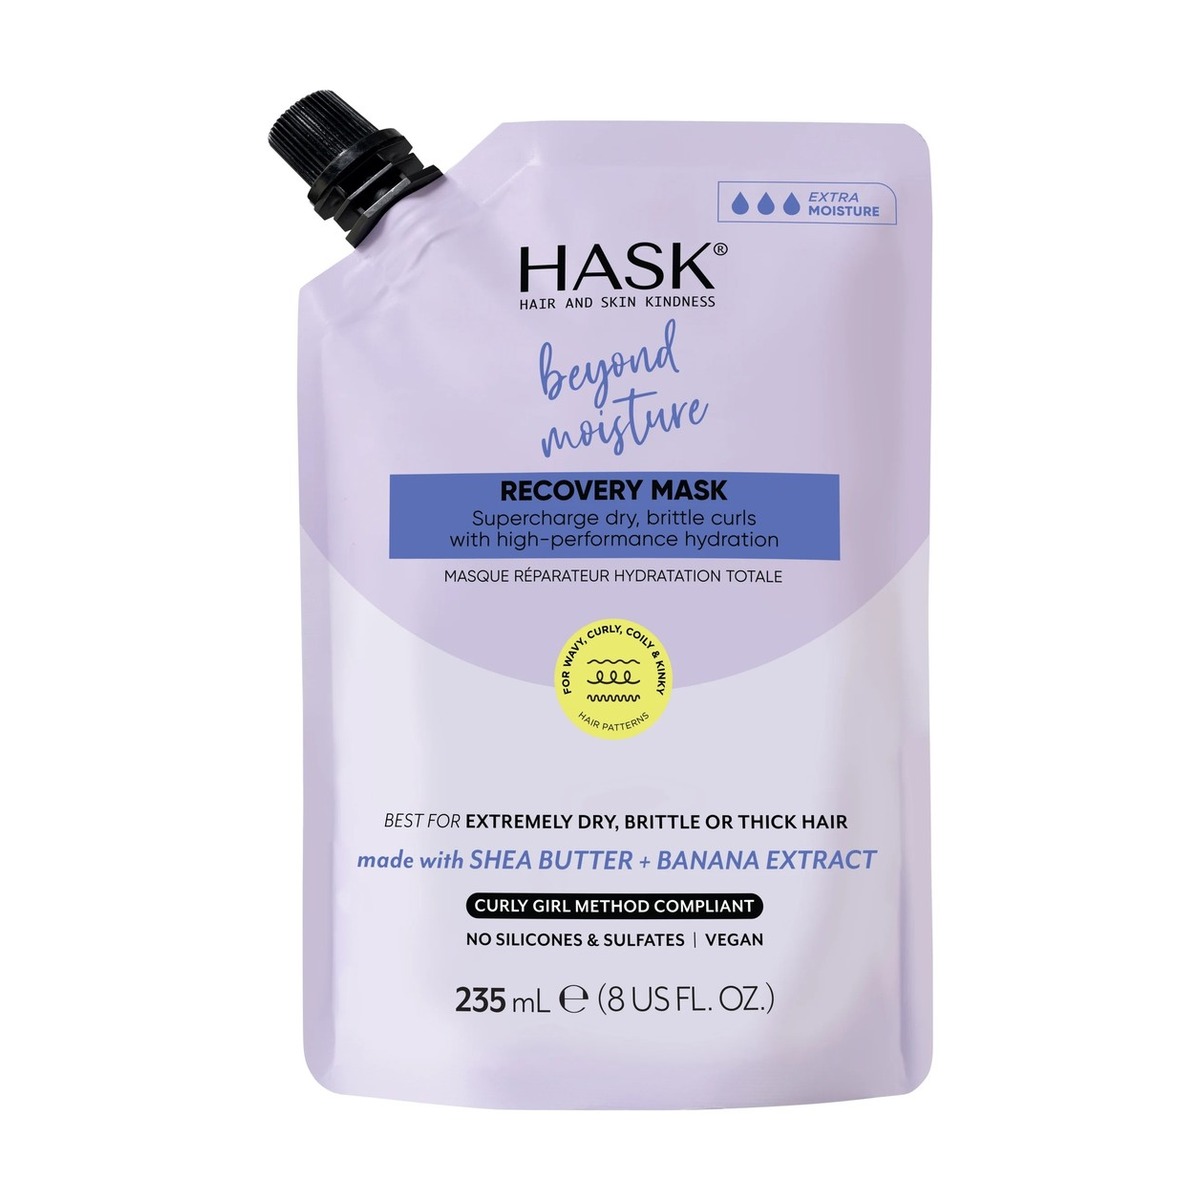 EXTRA
MOISTURE
HASK®
HAIR AND SKIN KINDNESS
beyond
moisture
RECOVERY MASK
Supercharge dry, brittle curls
with high-performance hydration
MASQUE RÉPARATEUR HYDRATATION TOTALE
FOR WAVY, CURLY, COILY & KINKY
HAIR PATTERNS
BEST FOR EXTREMELY DRY, BRITTLE OR THICK HAIR
made with SHEA BUTTER + BANANA EXTRACT
CURLY GIRL METHOD COMPLIANT
NO SILICONES & SULFATES | VEGAN
235 mL ℮ (8 US FL. OZ.)